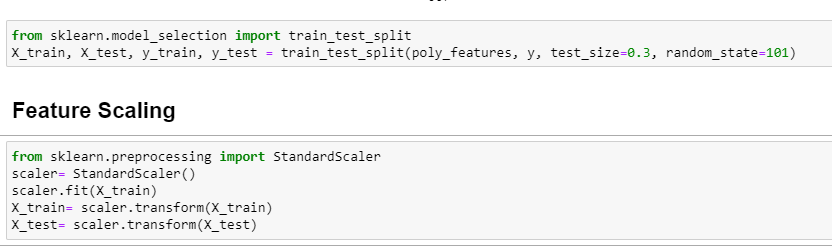 from sklearn.model_selection import train_test_split
X_train, X_test, y_train, y_test = train_test_split(poly_features, y, test_size=0.3, random_state=101)
Feature Scaling
from sklearn.preprocessing import StandardScaler
scaler= StandardScaler()
scaler.fit(X_train)
X_train= scaler.transform(X_train)
X_test= scaler.transform(X_test)